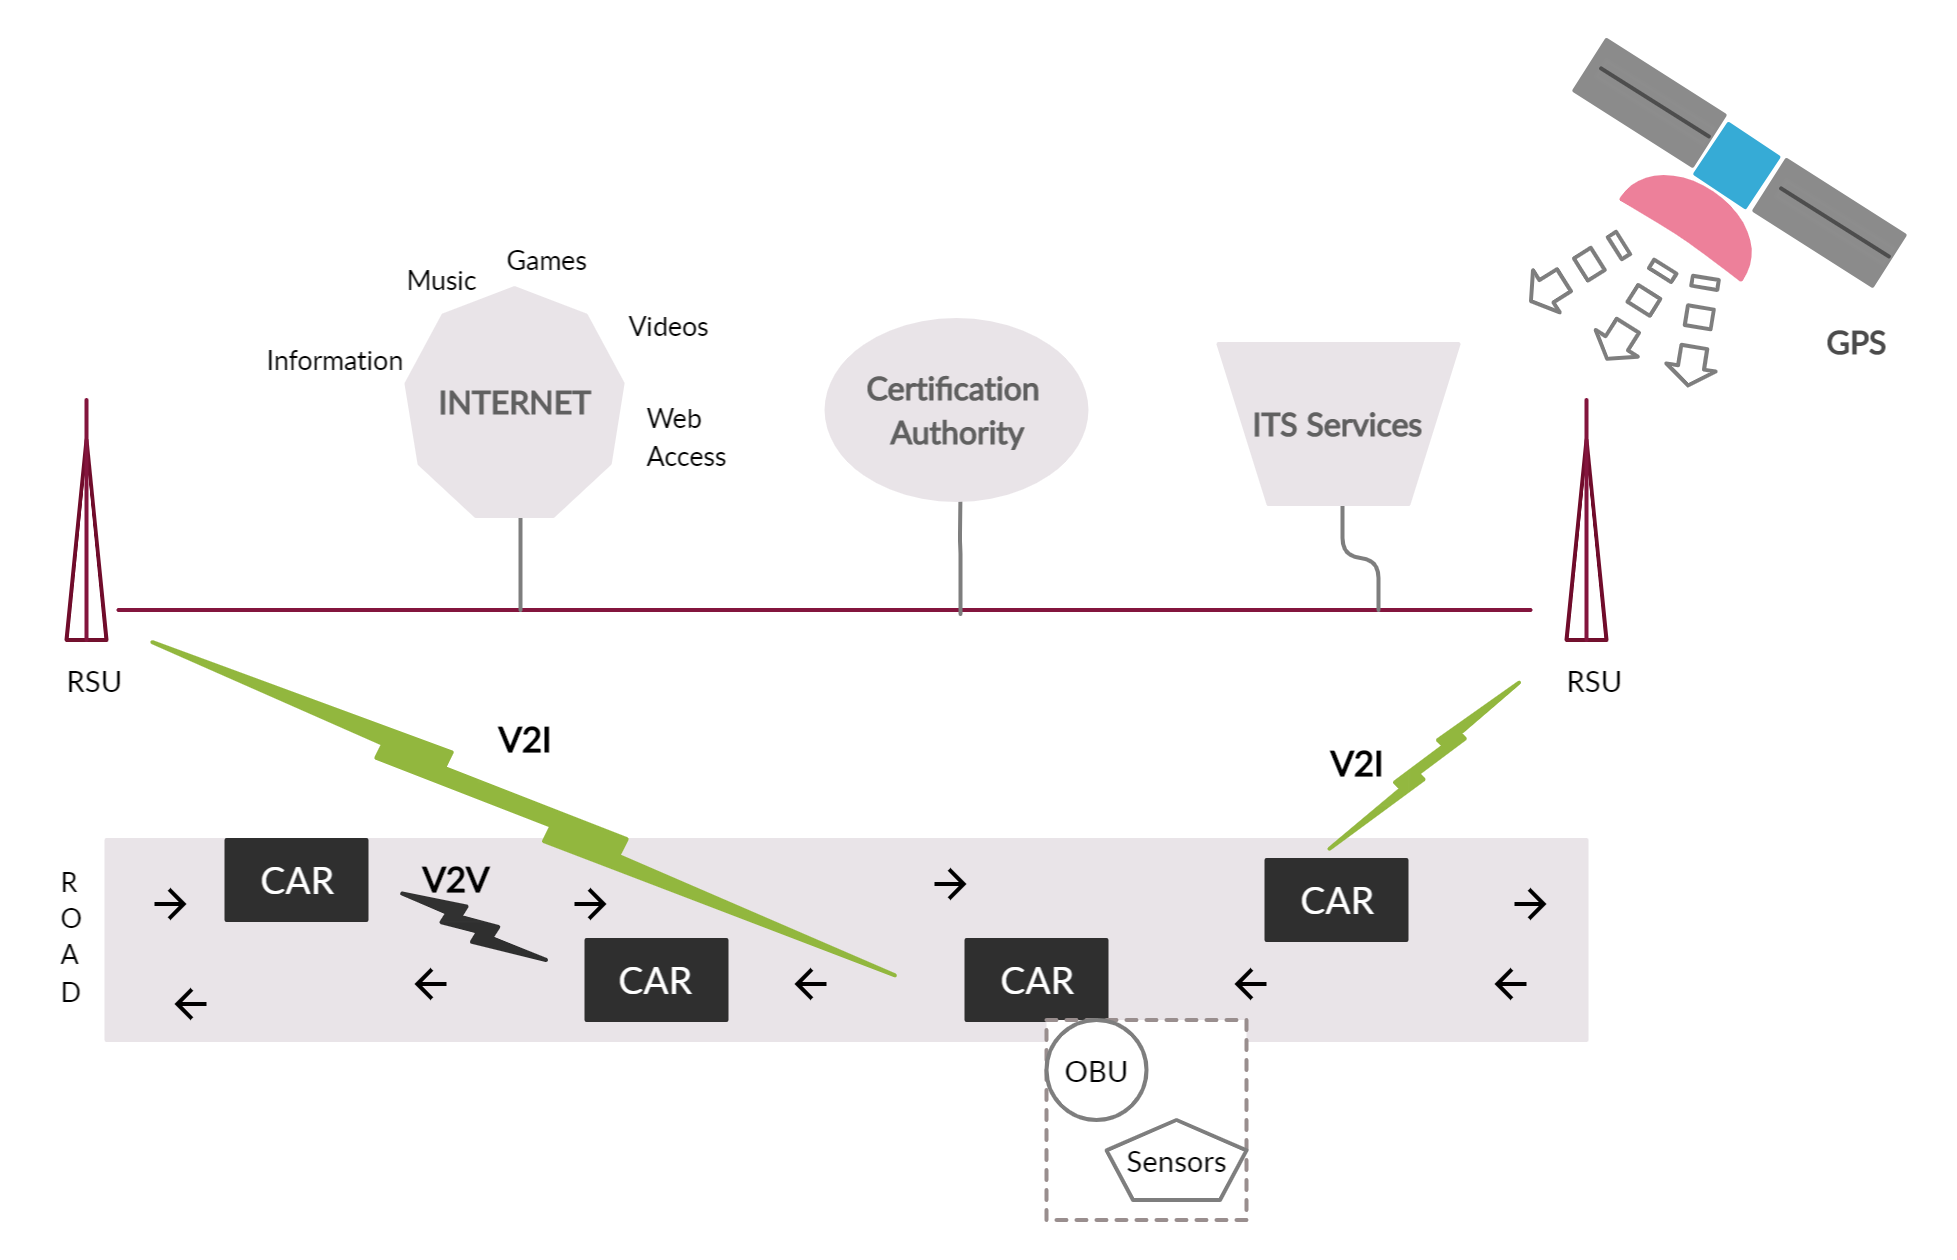 Games
Music
Videos
Information
INTERNET
Web
Access
Certification
Authority
ITS Services
GPS
RSU
RSU
V2I
V2I
R
O
A
D
CAR
V2V
CAR
CAR
CAR
OBU
Sensors